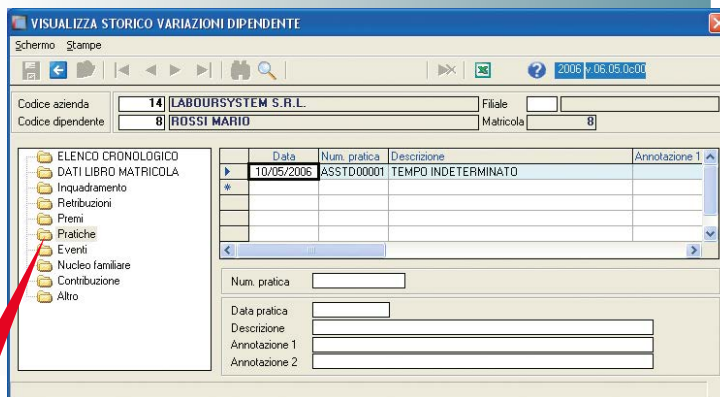 VISUALIZZA STORICO VARIAZIONI DIPENDENTE
Schermo Stampe
2006 v.06.05.0c00
Codice azienda 14 LABOURSYSTEM S.R.L. Filiale
Codice dipendente 8 ROSSI MARIO Matricola 8
ELENCO CRONOLOGICO
DATI LIBRO MATRICOLA
Inquadramento
Retribuzioni
Premi
Pratiche
Eventi
Nucleo familiare
Contribuzione
Altro
Data Num. pratica Descrizione Annotazione 1
10/05/2006 ASSTD00001 TEMPO INDETERMINATO
Num. pratica
Data pratica
Descrizione
Annotazione 1
Annotazione 2